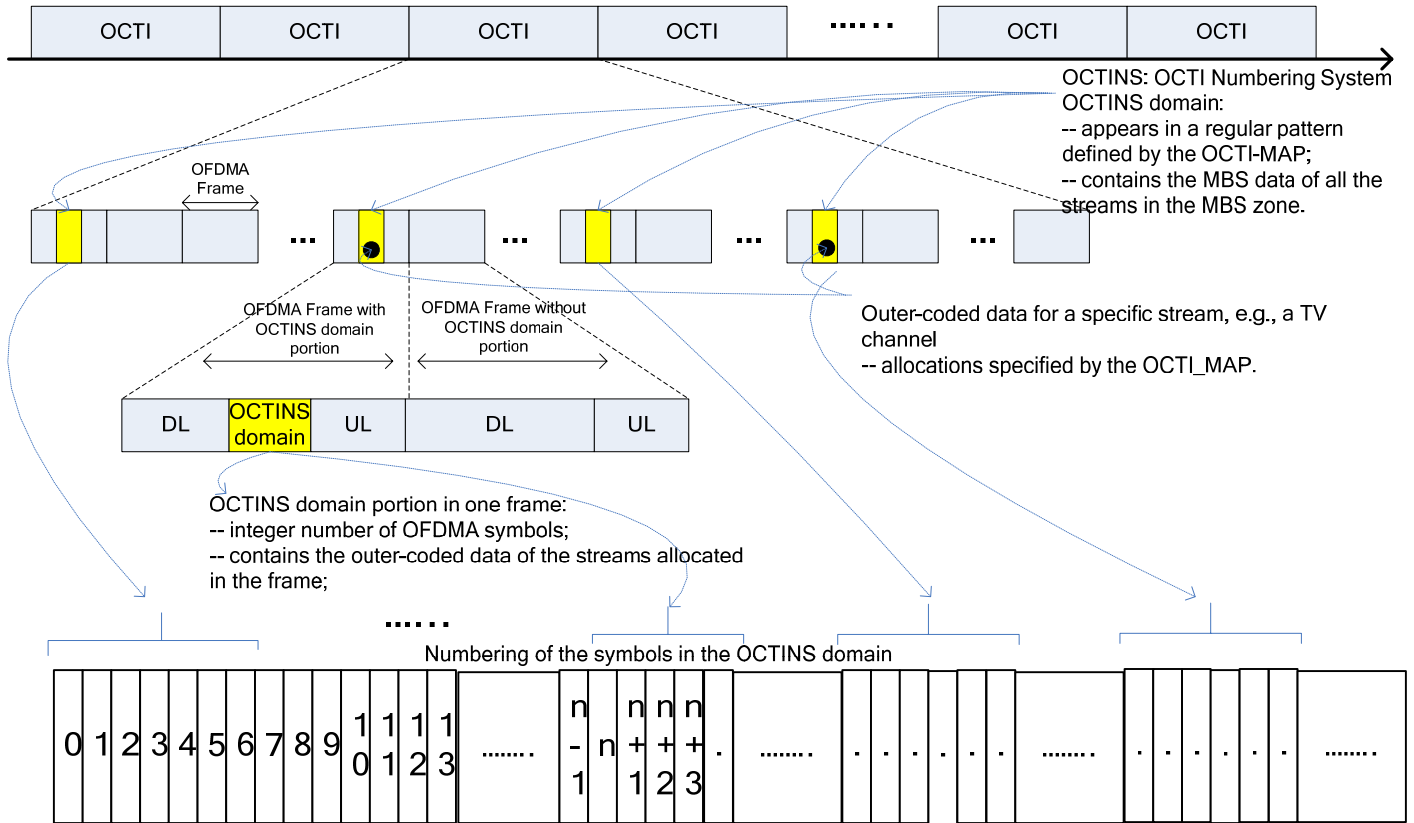 OCTI OCTI OCTI OCTI ....... OCTI OCTI
OCTINS: OCTI Numbering System
OCTINS domain:
-- appears in a regular pattern
defined by the OCTI-MAP;
-- contains the MBS data of all the
streams in the MBS zone.
OFDMA
Frame
... ... ... ...
OFDMA Frame with
OCTINS domain
portion
OFDMA Frame without
OCTINS domain
portion
Outer-coded data for a specific stream, e.g., a TV
channel
-- allocations specified by the OCTI_MAP.
DL OCTINS domain UL DL UL
OCTINS domain portion in one frame:
-- integer number of OFDMA symbols;
-- contains the outer-coded data of the streams allocated
in the frame;
.......
Numbering of the symbols in the OCTINS domain
0 1 2 3 4 5 6 7 8 9 10 11 12 13 ........ n-1 n n+1 n+2 n+3 . ........ . . . . . . ........ . . . . . . ........